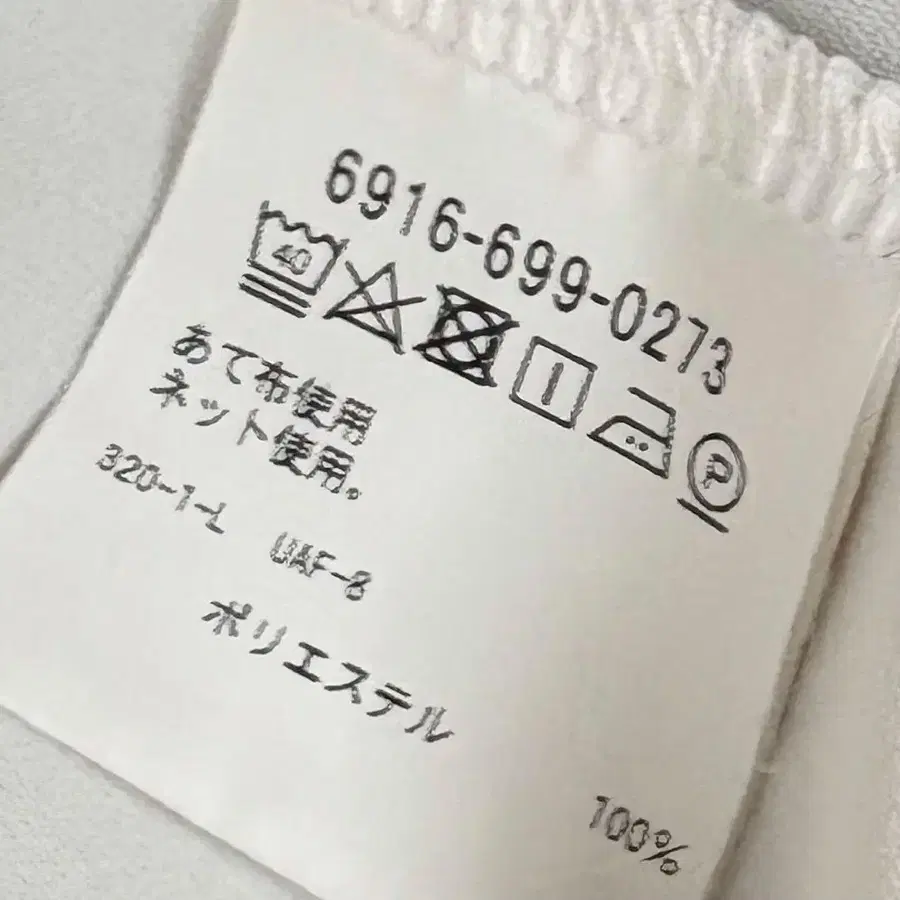 6916-699-0273
40 P
あて布使用
ネット使用。
320-1-L UAF-8
ポリエステル
100%